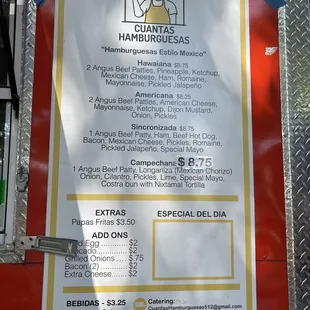 CUANTAS
HAMBURGUESAS
"Hamburguesas Estilo Mexico"
Hawaiana $8.75
2 Angus Beef Patties, Pineapple, Ketchup,
Mexican Cheese, Ham, Romaine,
Mayonnaise, Pickled Jalapeño
Americana $8.25
2 Angus Beef Patties, American Cheese,
Mayonnaise, Ketchup, Dijon Mustard,
Onion, Pickles
Sincronizada $8.75
1 Angus Beef Patty, Ham, Beef Hot Dog,
Bacon, Mexican Cheese, Pickles, Romaine,
Pickled Jalapeño, Special Mayo
Campechana $8.75
1 Angus Beef Patty, Longaniza (Mexican Chorizo)
Onion, Cilantro, Pickles, Lime, Special Mayo,
Costra bun with Nixtamal Tortilla
EXTRAS
Papas Fritas $3.50
ADD ONS
Egg ............ $2
............ $2
Grilled Onions ..... $.75
Bacon (2) ............ $2
Extra Cheese ....... $2
ESPECIAL DEL DIA
BEBIDAS - $3.25
Catering:
CuantasHamburguesas512@gmail.com